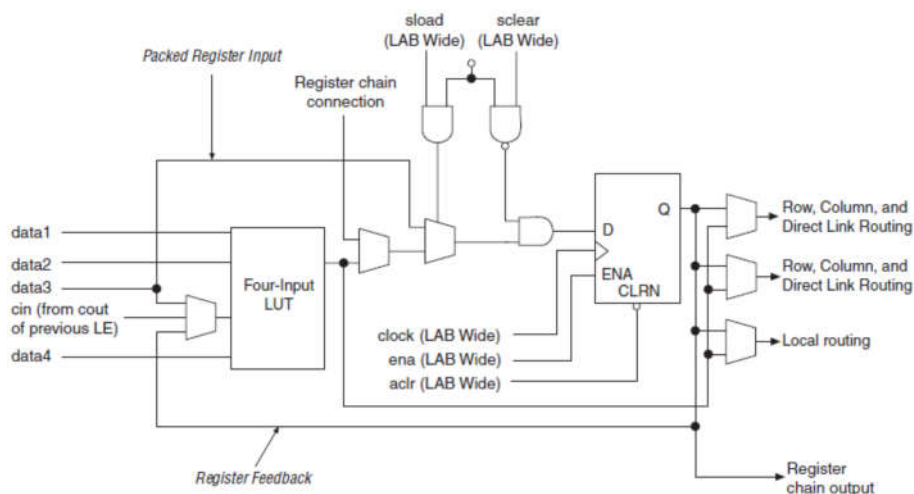 sload
(LAB Wide)
sclear
(LAB Wide)
Packed Register Input
Register chain
connection
data1
data2
data3
cin (from cout
of previous LE)
data4
Four-Input
LUT
Q
D
ENA
CLRN
clock (LAB Wide)
ena (LAB Wide)
aclr (LAB Wide)
Row, Column, and
Direct Link Routing
Row, Column, and
Direct Link Routing
Local routing
Register Feedback
Register
chain output